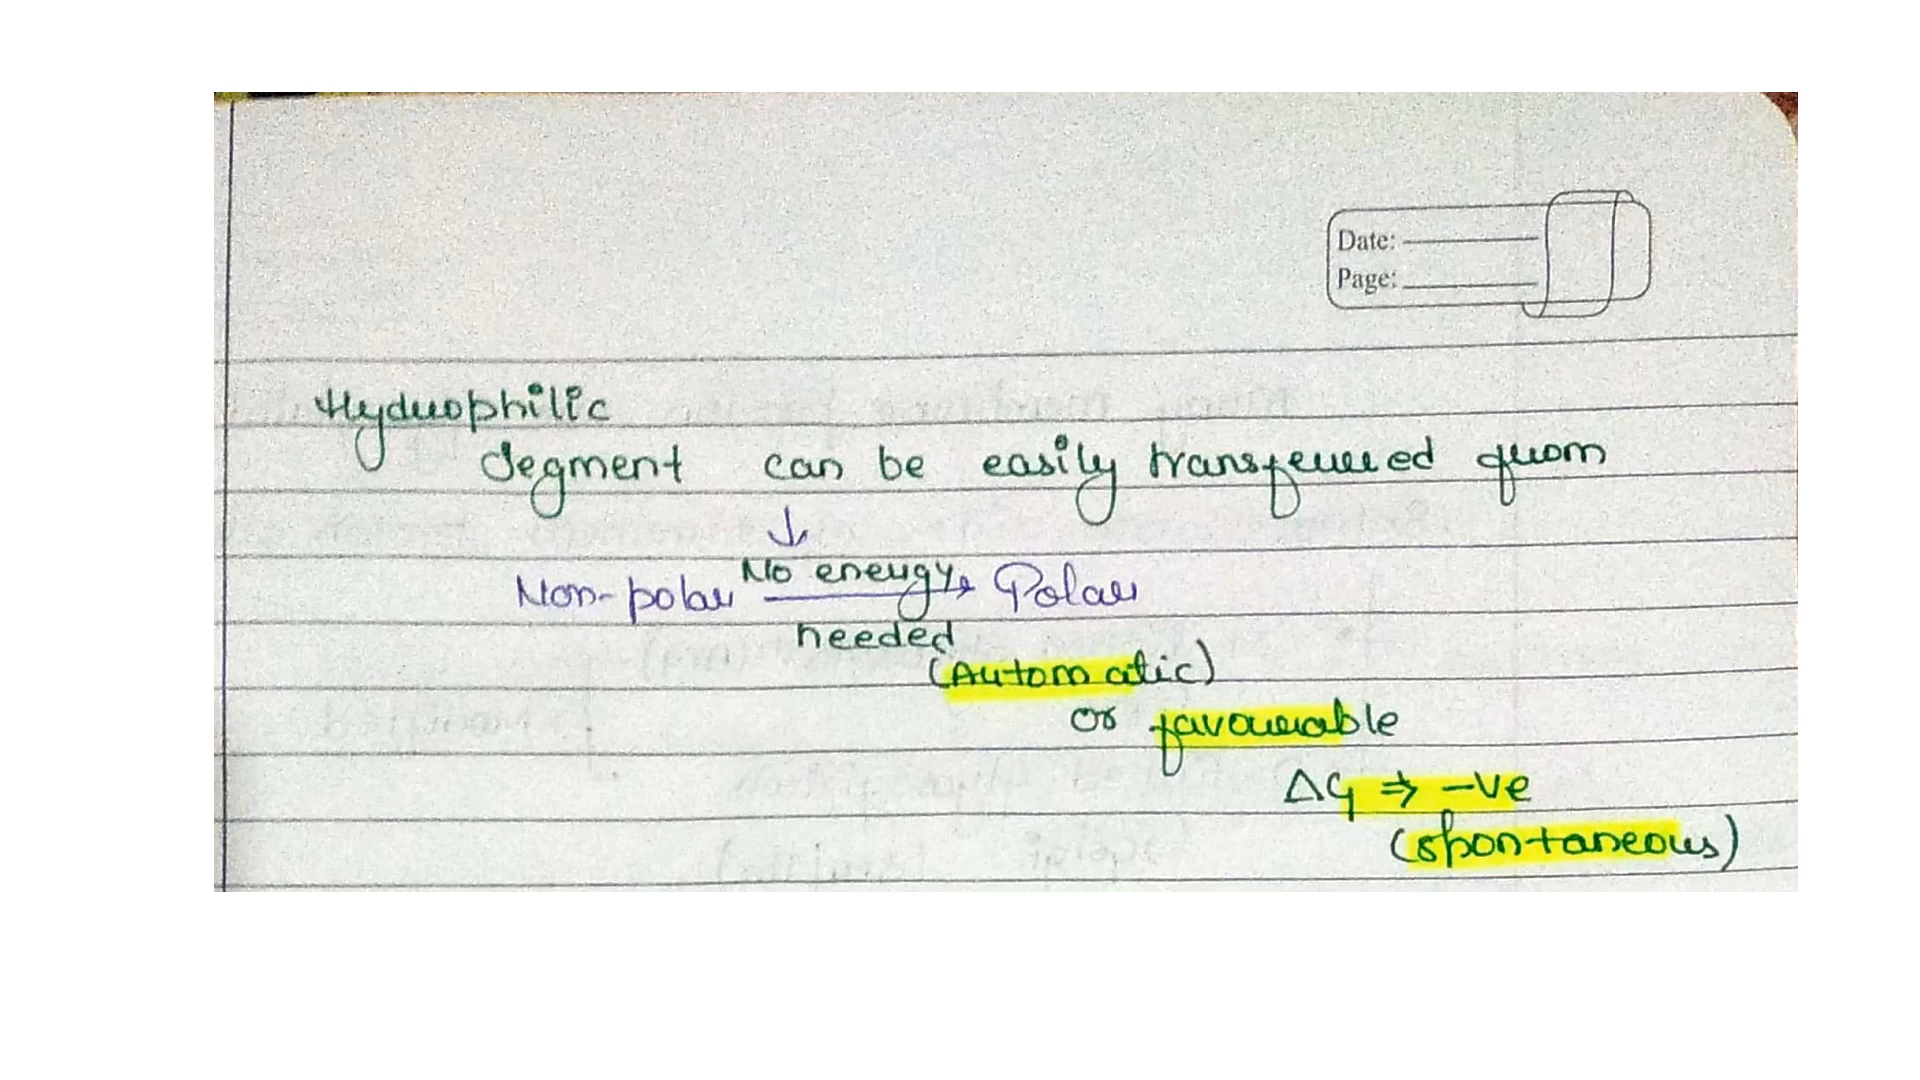 Date:
Page:
Hydrophilic
segment can be easily transferred from
↓
Non-polar No energy→ Polar
needed
(Automatic)
or favourable
ΔG ⇒ -ve
(spontaneous)